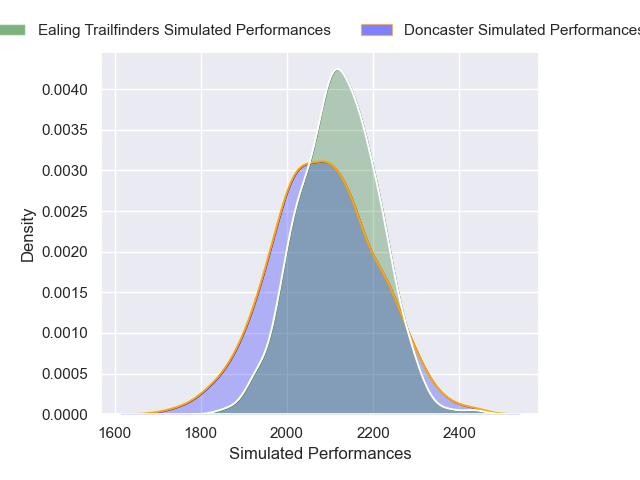 Ealing Trailfinders Simulated Performances Doncaster Simulated Performances
0.0040
0.0035
0.0030
0.0025
0.0020
0.0015
0.0010
0.0005
0.0000
Density
1600 1800 2000 2200 2400
Simulated Performances